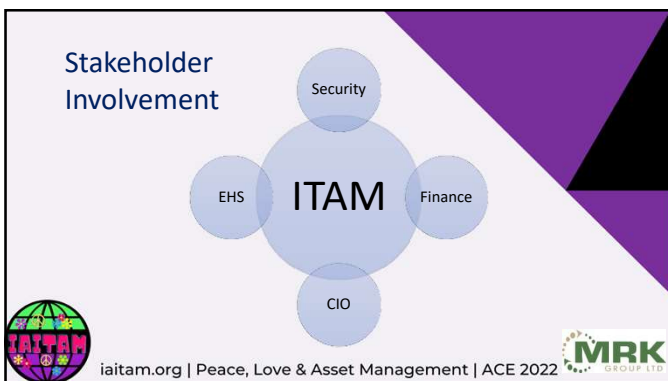 Stakeholder
Involvement
Security
EHS
ITAM
Finance
CIO
IAITAM
iaitam.org | Peace, Love & Asset Management | ACE 2022
MRK
GROUP LTD